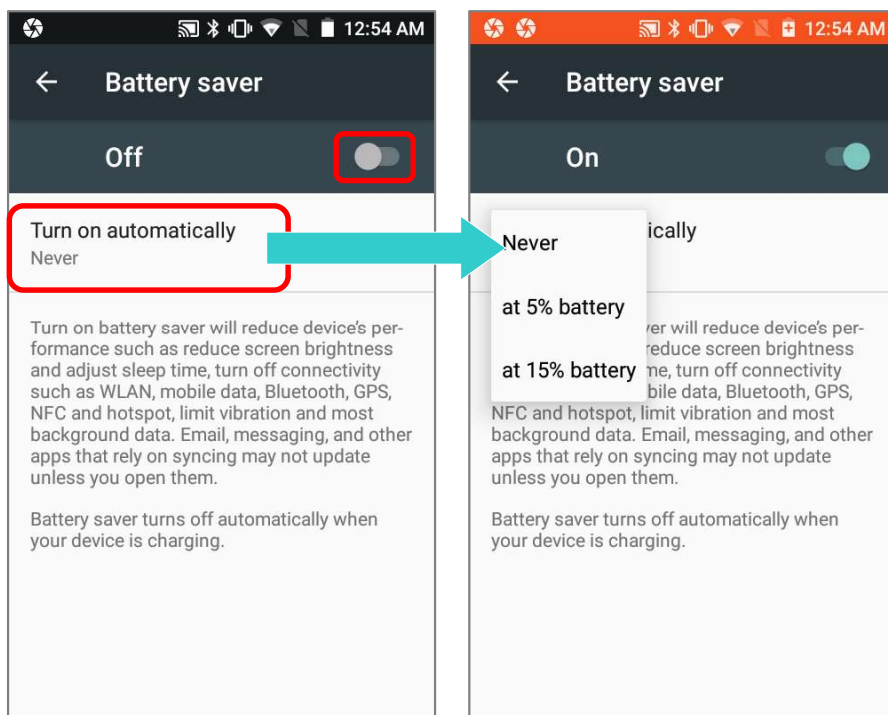 12:54 AM
Battery saver
Off
Turn on automatically
Never
Turn on battery saver will reduce device's per-
formance such as reduce screen brightness
and adjust sleep time, turn off connectivity
such as WLAN, mobile data, Bluetooth, GPS,
NFC and hotspot, limit vibration and most
background data. Email, messaging, and other
apps that rely on syncing may not update
unless you open them.
Battery saver turns off automatically when
your device is charging.
12:54 AM
Battery saver
On
ically
Never
at 5% battery
at 15% battery
ver will reduce device's per-
reduce screen brightness
me, turn off connectivity
bile data, Bluetooth, GPS,
NFC and hotspot, limit vibration and most
background data. Email, messaging, and other
apps that rely on syncing may not update
unless you open them.
Battery saver turns off automatically when
your device is charging.